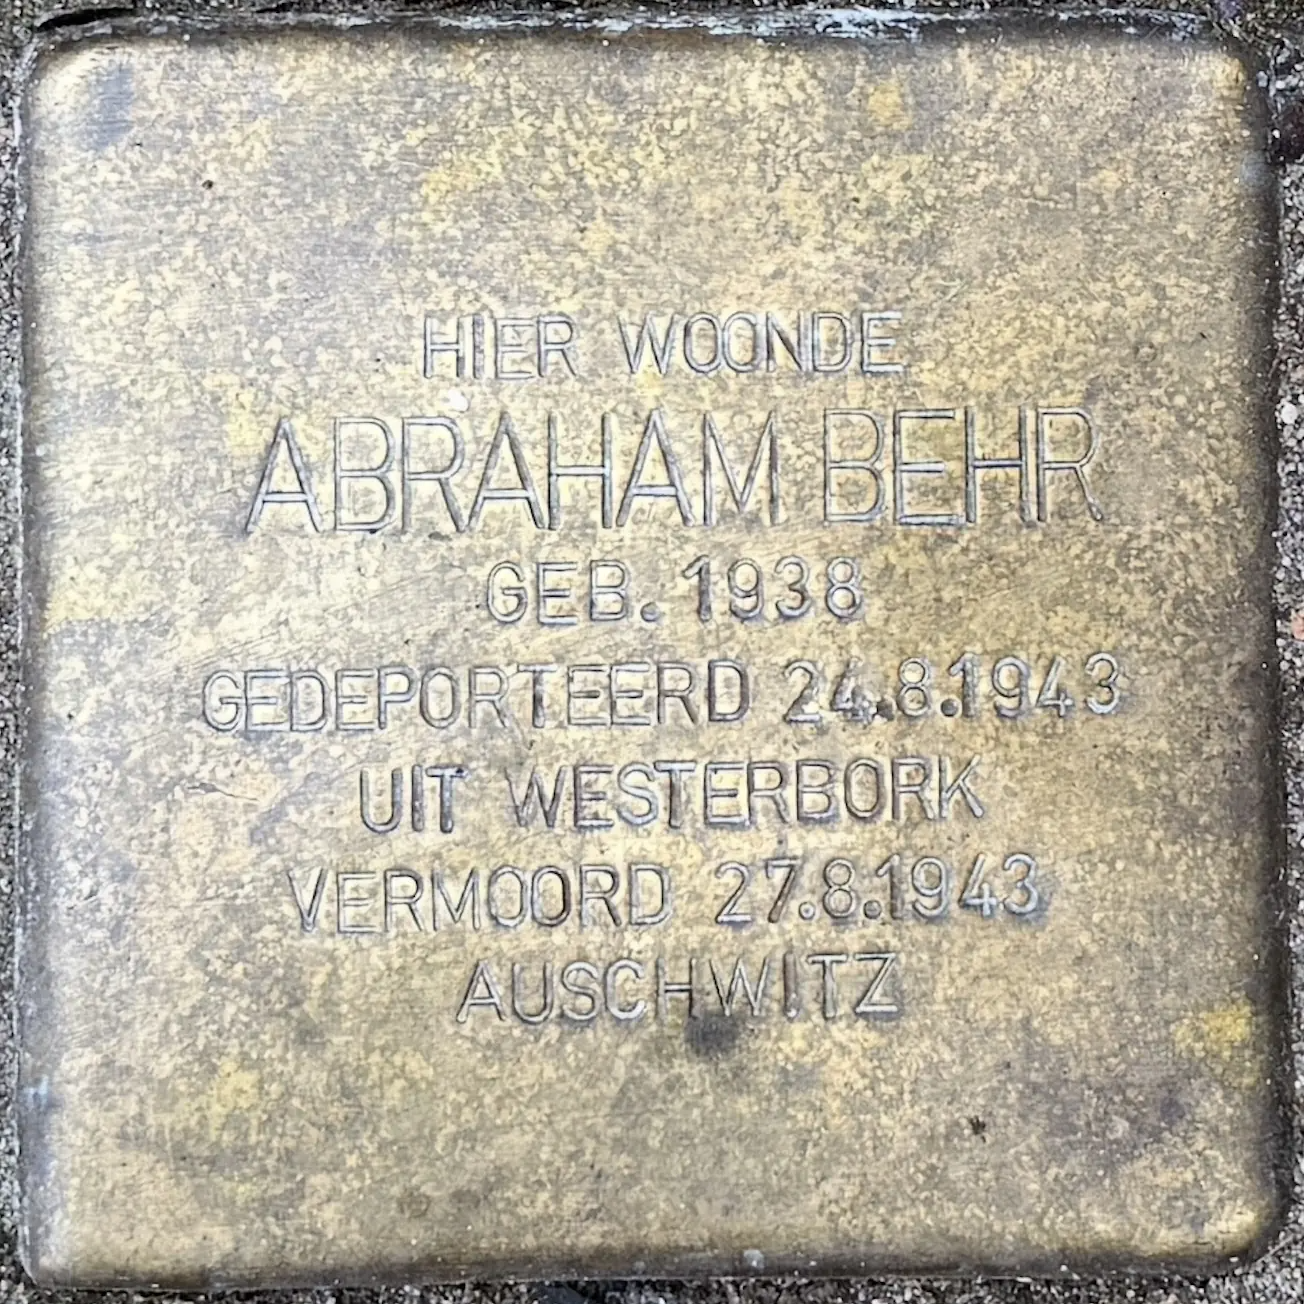 HIER WOONDE
ABRAHAM BEHR
GEB. 1938
GEDEPORTEERD 24.8.1943
UIT WESTERBORK
VERMOORD 27.8.1943
AUSCHWITZ